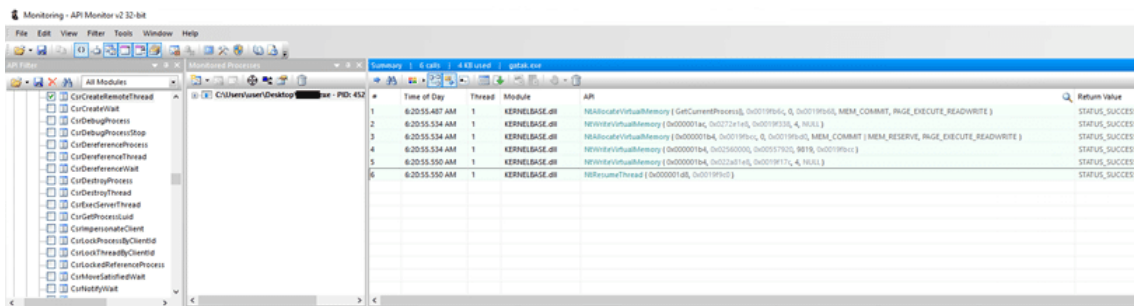 Monitoring - API Monitor v2 32-bit
File Edit View Filter Tools Window Help
API Filter
Monitored Processes
Summary | 6 calls | 4 KB used | gatak.exe
All Modules
CsrCreateRemoteThread
CsrCreateWait
CsrDebugProcess
CsrDebugProcessStop
CsrDereferenceProcess
CsrDereferenceThread
CsrDereferenceWait
CsrDestroyProcess
CsrDestroyThread
CsrExecServerThread
CsrGetProcessLuid
CsrImpersonateClient
CsrLockProcessByClientId
CsrLockThreadByClientId
CsrLockedReferenceProcess
CsrMoveSatisfiedWait
CsrNotifyWait
C:\Users\user\Desktop\ exe - PID: 452
# Time of Day Thread Module API Return Value
1 6:20:55.487 AM 1 KERNELBASE.dll NtAllocateVirtualMemory ( GetCurrentProcess(), 0x0019fb6c, 0, 0x0019fb68, MEM_COMMIT, PAGE_EXECUTE_READWRITE ) STATUS_SUCCES
2 6:20:55.534 AM 1 KERNELBASE.dll NtWriteVirtualMemory ( 0x000001ac, 0x0272e1e8, 0x0019f338, 4, NULL ) STATUS_SUCCES
3 6:20:55.534 AM 1 KERNELBASE.dll NtAllocateVirtualMemory ( 0x000001b4, 0x0019fbcc, 0, 0x0019fbd0, MEM_COMMIT | MEM_RESERVE, PAGE_EXECUTE_READWRITE ) STATUS_SUCCES
4 6:20:55.534 AM 1 KERNELBASE.dll NtWriteVirtualMemory ( 0x000001b4, 0x02560000, 0x00557920, 9819, 0x0019fbcc ) STATUS_SUCCES
5 6:20:55.550 AM 1 KERNELBASE.dll NtWriteVirtualMemory ( 0x000001b4, 0x022a81e8, 0x0019f17c, 4, NULL ) STATUS_SUCCES
6 6:20:55.550 AM 1 KERNELBASE.dll NtResumeThread ( 0x000001d8, 0x0019f9c0 ) STATUS_SUCCES